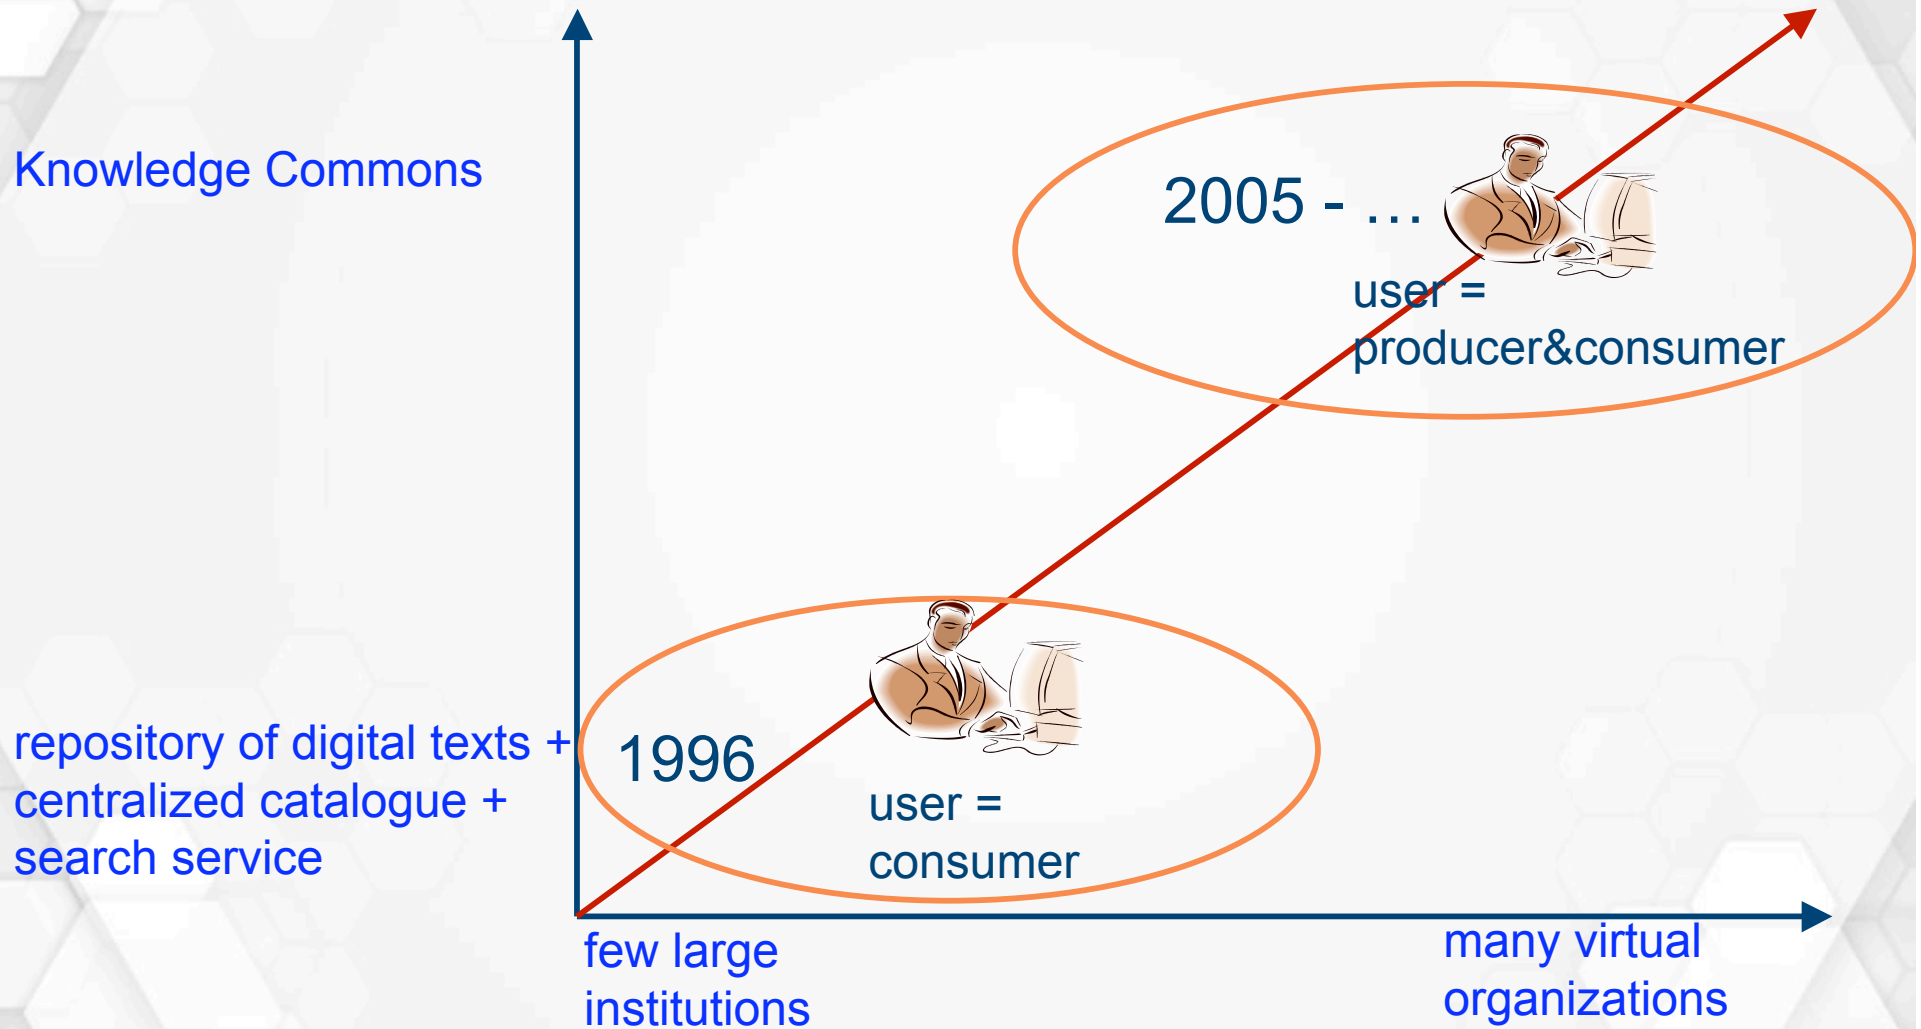 Knowledge Commons
2005 - …
user =
producer&consumer
repository of digital texts +
centralized catalogue +
search service
1996
user =
consumer
few large
institutions
many virtual
organizations